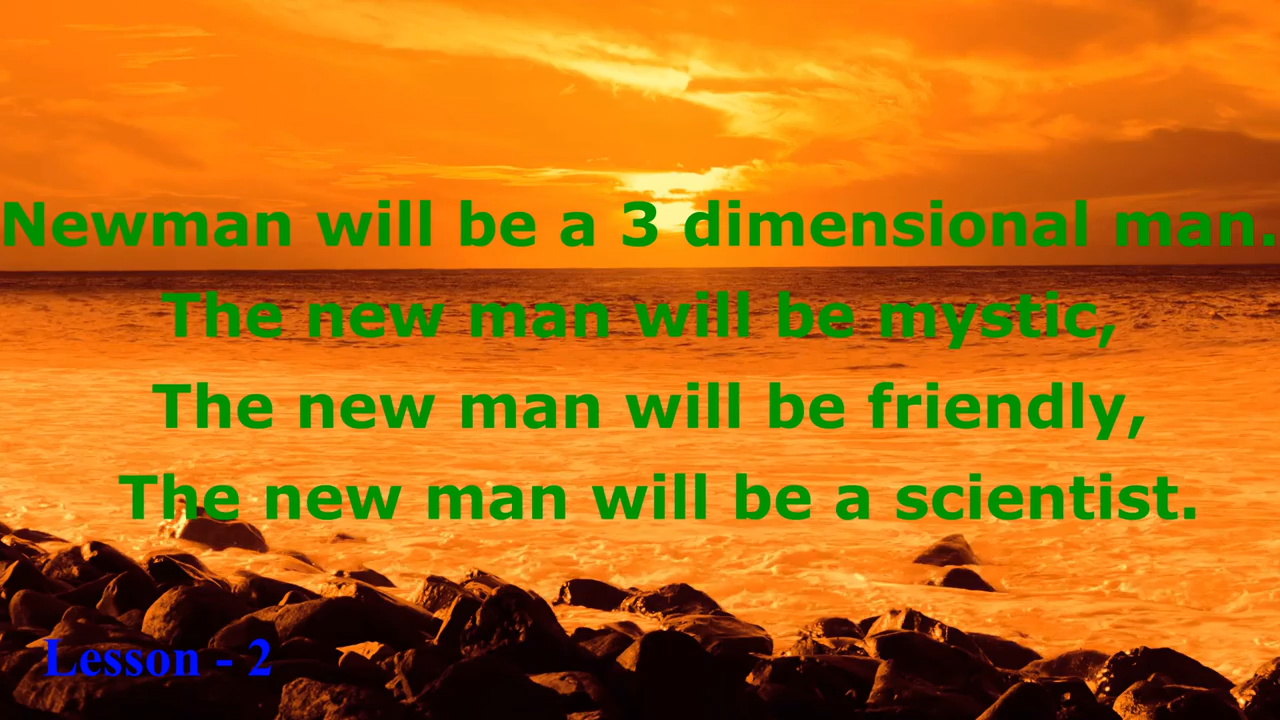 Newman will be a 3 dimensional man.
The new man will be mystic,
The new man will be friendly,
The new man will be a scientist.
Lesson - 2